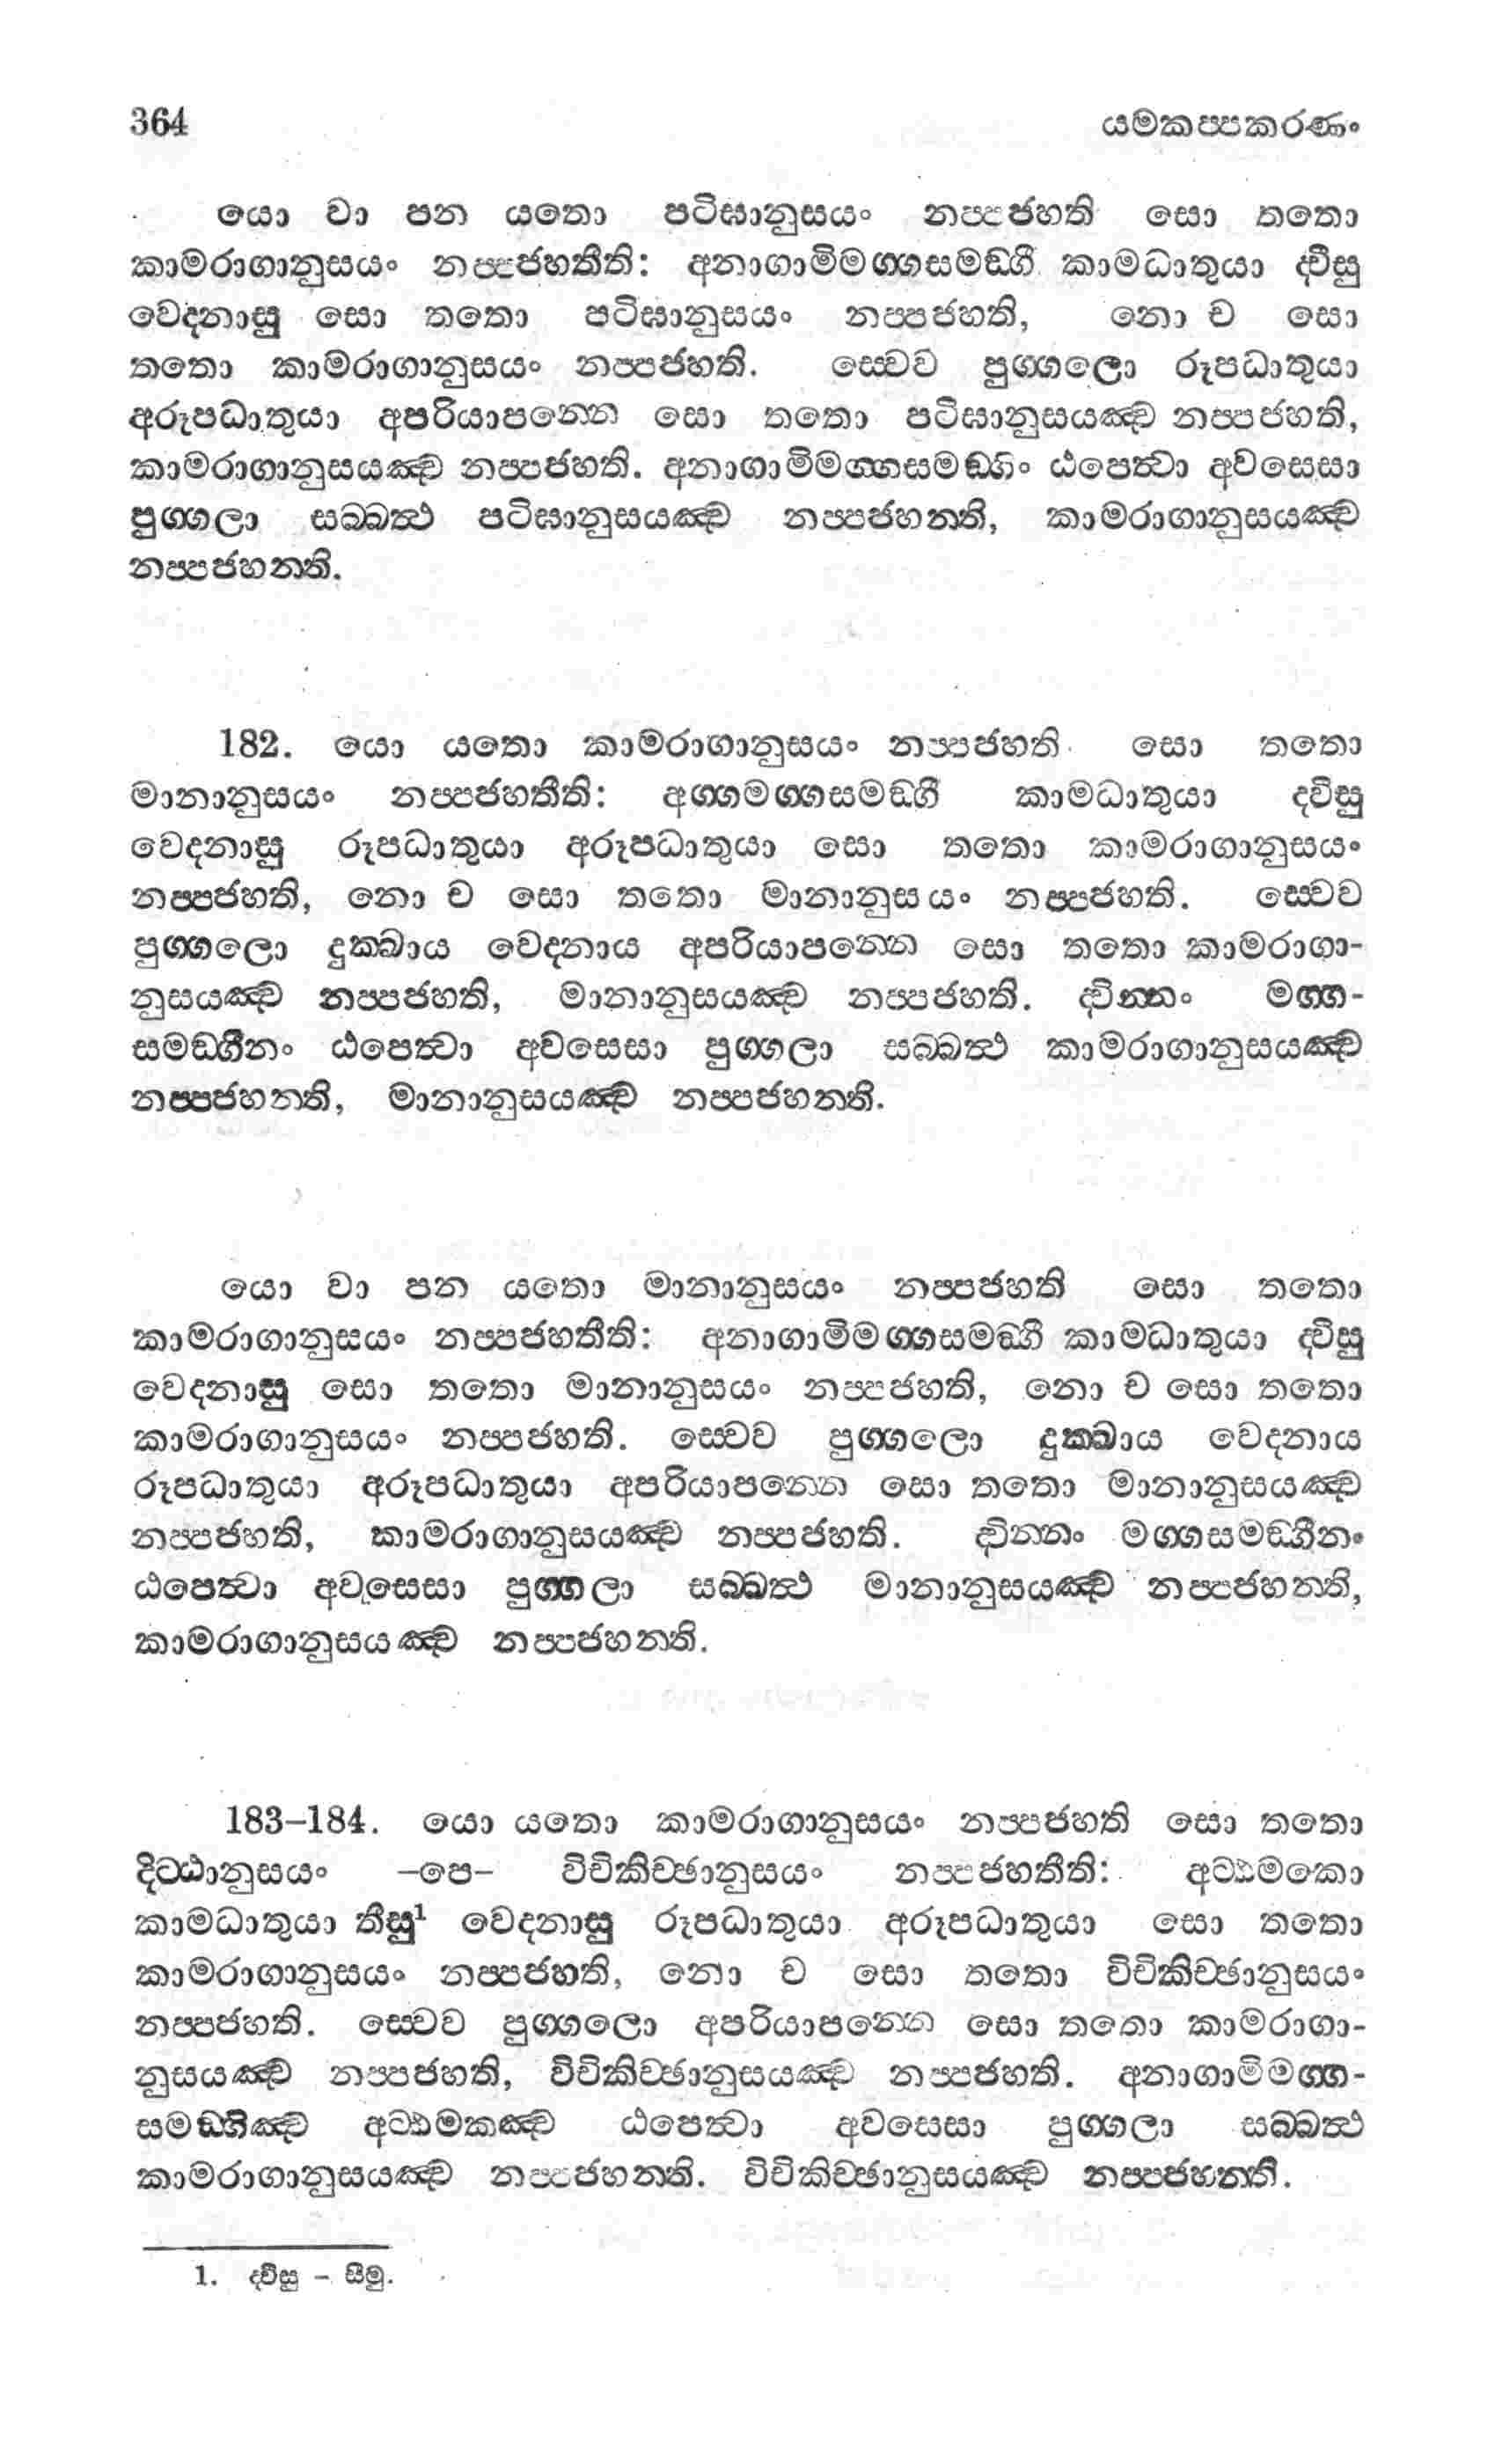 364 යමකප්පකරණං
යො වා පන යතො පටිඝානුසයං නප්පජහති සො තතො
කාමරාගානුසයං නප්පජහතීති: අනාගාමිමග්ගසමඞ්ගී කාමධාතුයා ද්වීසු
වෙදනාසු සො තතො පටිඝානුසයං නප්පජහති, නො ච සො
තතො කාමරාගානුසයං නප්පජහති. ස්වෙව පුග්ගලො රූපධාතුයා
අරූපධාතුයා අපරියාපන්නෙ සො තතො පටිඝානුසයඤ්ච නප්පජහති,
කාමරාගානුසයඤ්ච නප්පජහති. අනාගාමිමග්ගසමඞ්ගිං ඨපෙත්වා අවසෙසා
පුග්ගලා සබ්බත්ථ පටිඝානුසයඤ්ච නප්පජහන්ති, කාමරාගානුසයඤ්ච
නප්පජහන්ති.
182. යො යතො කාමරාගානුසයං නප්පජහති සො තතො
මානානුසයං නප්පජහතීති: අග්ගමග්ගසමඞ්ගී කාමධාතුයා ද්වීසු
වෙදනාසු රූපධාතුයා අරූපධාතුයා සො තතො කාමරාගානුසයං
නප්පජහති, නො ච සො තතො මානානුසයං නප්පජහති. ස්වෙව
පුග්ගලො දුක්ඛාය වෙදනාය අපරියාපන්නෙ සො තතො කාමරාගා-
නුසයඤ්ච නප්පජහති, මානානුසයඤ්ච නප්පජහති. ද්වින්නං මග්ග-
සමඞ්ගීනං ඨපෙත්වා අවසෙසා පුග්ගලා සබ්බත්ථ කාමරාගානුසයඤ්ච
නප්පජහන්ති, මානානුසයඤ්ච නප්පජහන්ති.
යො වා පන යතො මානානුසයං නප්පජහති සො තතො
කාමරාගානුසයං නප්පජහතීති: අනාගාමිමග්ගසමඞ්ගී කාමධාතුයා ද්වීසු
වෙදනාසු සො තතො මානානුසයං නප්පජහති, නො ච සො තතො
කාමරාගානුසයං නප්පජහති. ස්වෙව පුග්ගලො දුක්ඛාය වෙදනාය
රූපධාතුයා අරූපධාතුයා අපරියාපන්නෙ සො තතො මානානුසයඤ්ච
නප්පජහති, කාමරාගානුසයඤ්ච නප්පජහති. ද්වින්නං මග්ගසමඞ්ගීනං
ඨපෙත්වා අවසෙසා පුග්ගලා සබ්බත්ථ මානානුසයඤ්ච නප්පජහන්ති,
කාමරාගානුසයඤ්ච නප්පජහන්ති.
183–184. යො යතො කාමරාගානුසයං නප්පජහති සො තතො
දිට්ඨානුසයං –පෙ– විචිකිච්ඡානුසයං නප්පජහතීති: අට්ඨමකො
කාමධාතුයා තීසු¹ වෙදනාසු රූපධාතුයා අරූපධාතුයා සො තතො
කාමරාගානුසයං නප්පජහති, නො ච සො තතො විචිකිච්ඡානුසයං
නප්පජහති. ස්වෙව පුග්ගලො අපරියාපන්නෙ සො තතො කාමරාගා-
නුසයඤ්ච නප්පජහති, විචිකිච්ඡානුසයඤ්ච නප්පජහති. අනාගාමිමග්ග-
සමඞ්ගිඤ්ච අට්ඨමකඤ්ච ඨපෙත්වා අවසෙසා පුග්ගලා සබ්බත්ථ
කාමරාගානුසයඤ්ච නප්පජහන්ති. විචිකිච්ඡානුසයඤ්ච නප්පජහන්ති.
1. ද්වීසු – සීමු.